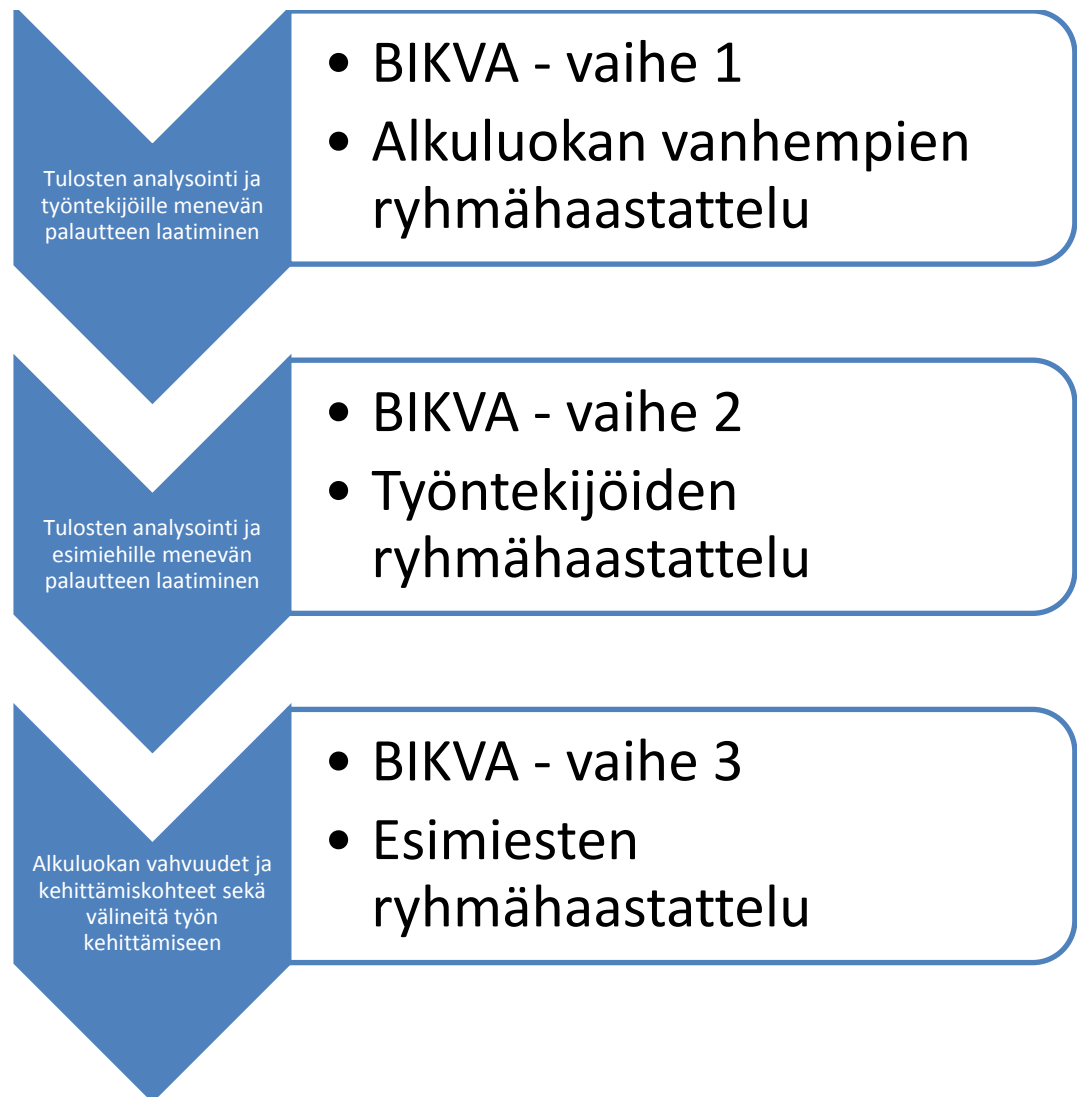 Tulosten analysointi ja
työntekijöille menevän
palautteen laatiminen
• BIKVA - vaihe 1
• Alkuluokan vanhempien
ryhmähaastattelu
Tulosten analysointi ja
esimiehille menevän
palautteen laatiminen
• BIKVA - vaihe 2
• Työntekijöiden
ryhmähaastattelu
Alkuluokan vahvuudet ja
kehittämiskohteet sekä
välineitä työn
kehittämiseen
• BIKVA - vaihe 3
• Esimiesten
ryhmähaastattelu